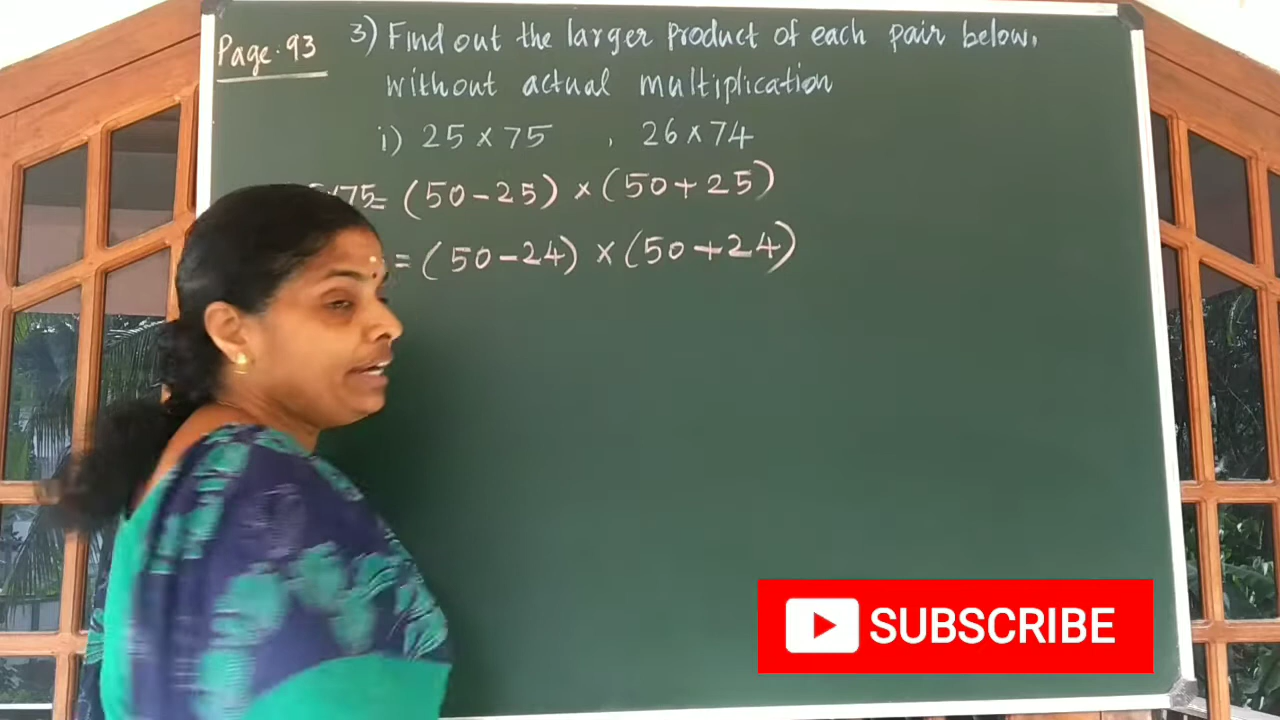 Page: 93
3) Find out the larger product of each pair below,
without actual multiplication
i) 25 × 75 , 26 × 74
75 = (50 - 25) × (50 + 25)
= (50 - 24) × (50 + 24)
SUBSCRIBE